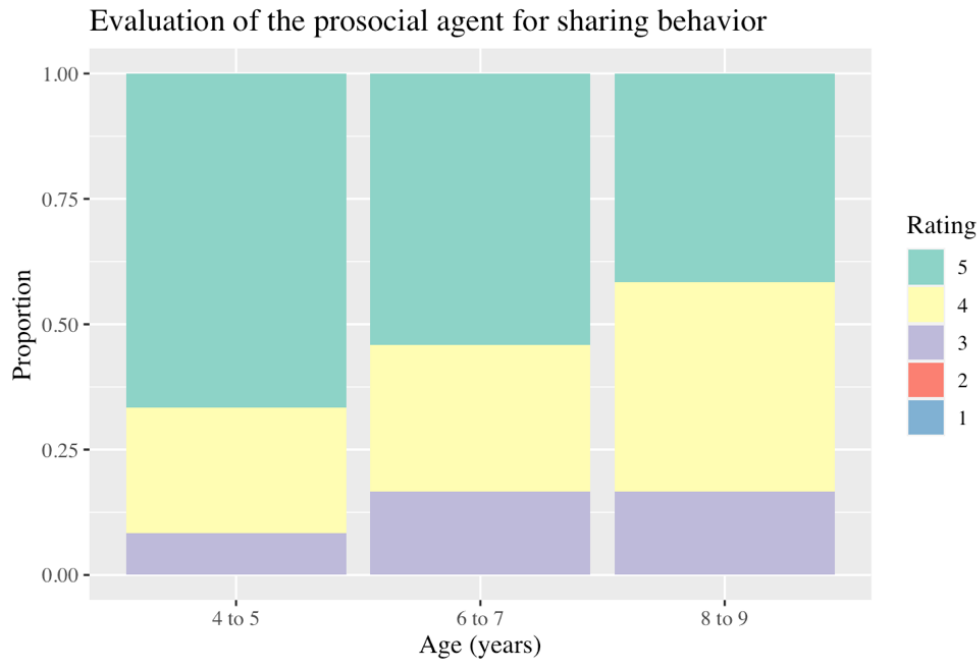 Evaluation of the prosocial agent for sharing behavior
1.00
0.75
0.50
0.25
0.00
Proportion
4 to 5
6 to 7
8 to 9
Age (years)
Rating
5
4
3
2
1